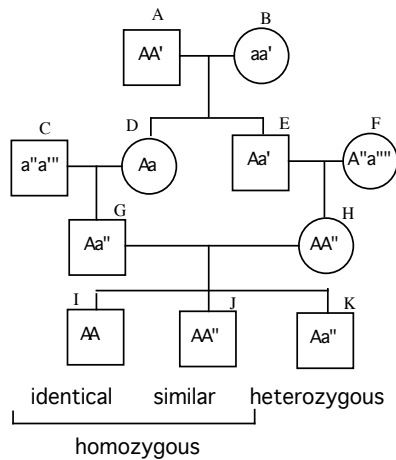 A B
AA' aa'
C D E F
a"a'" Aa Aa' A"a""
G H
Aa" AA"
I J K
AA AA" Aa"
identical similar heterozygous
homozygous